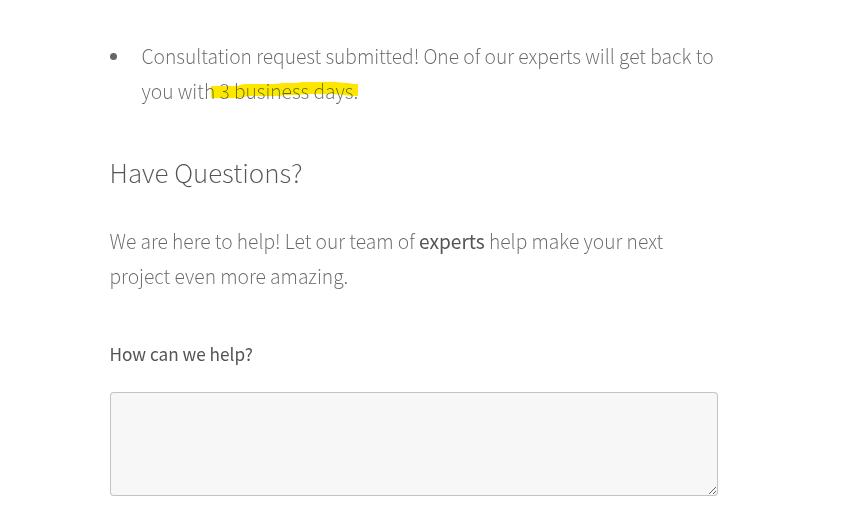 Consultation request submitted! One of our experts will get back to
you with 3 business days.
Have Questions?
We are here to help! Let our team of experts help make your next
project even more amazing.
How can we help?